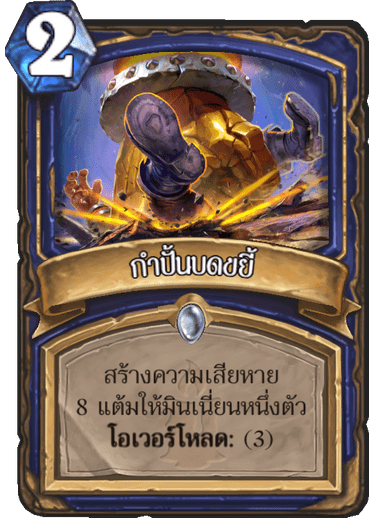 2
กำปั้นบดขยี้
สร้างความเสียหาย
8 แต้มให้มินเนี่ยนหนึ่งตัว
โอเวอร์โหลด: (3)